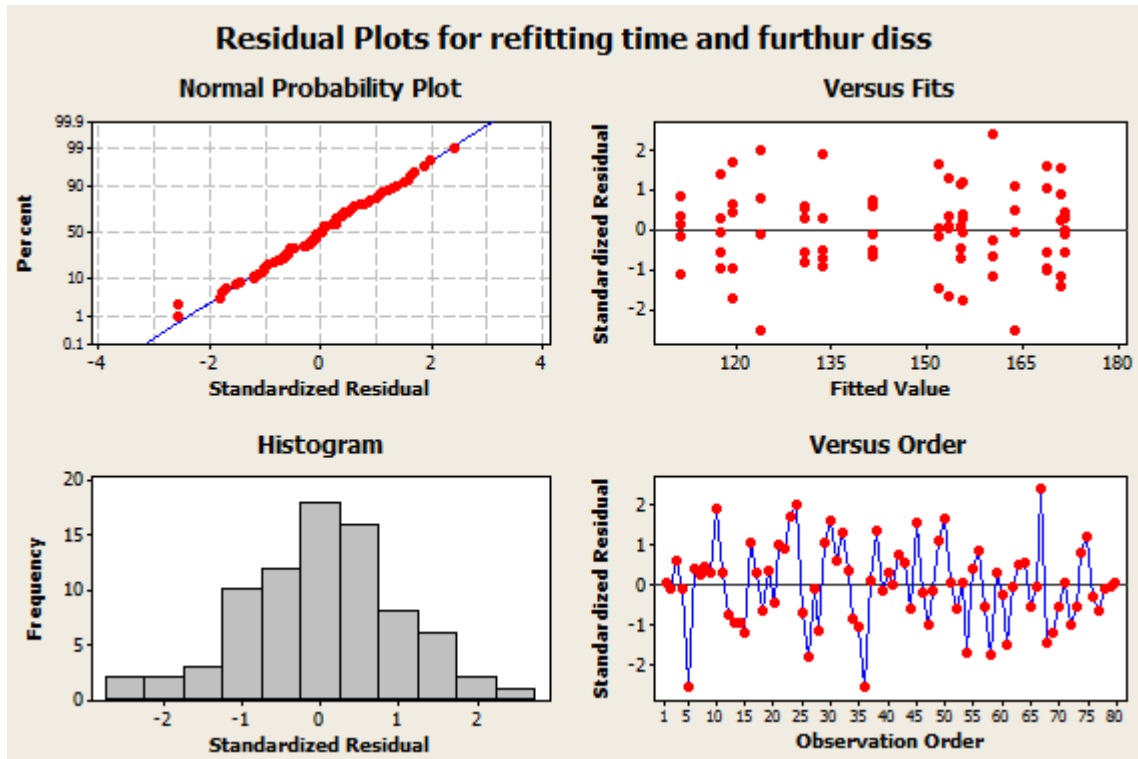 Residual Plots for refitting time and furthur diss
Normal Probability Plot
Percent
99.9
99
90
50
10
1
0.1
-4 -2 0 2 4
Standardized Residual
Versus Fits
Standardized Residual
2
1
0
-1
-2
120 135 150 165 180
Fitted Value
Histogram
Frequency
20
15
10
5
0
-2 -1 0 1 2
Standardized Residual
Versus Order
Standardized Residual
2
1
0
-1
-2
1 5 10 15 20 25 30 35 40 45 50 55 60 65 70 75 80
Observation Order